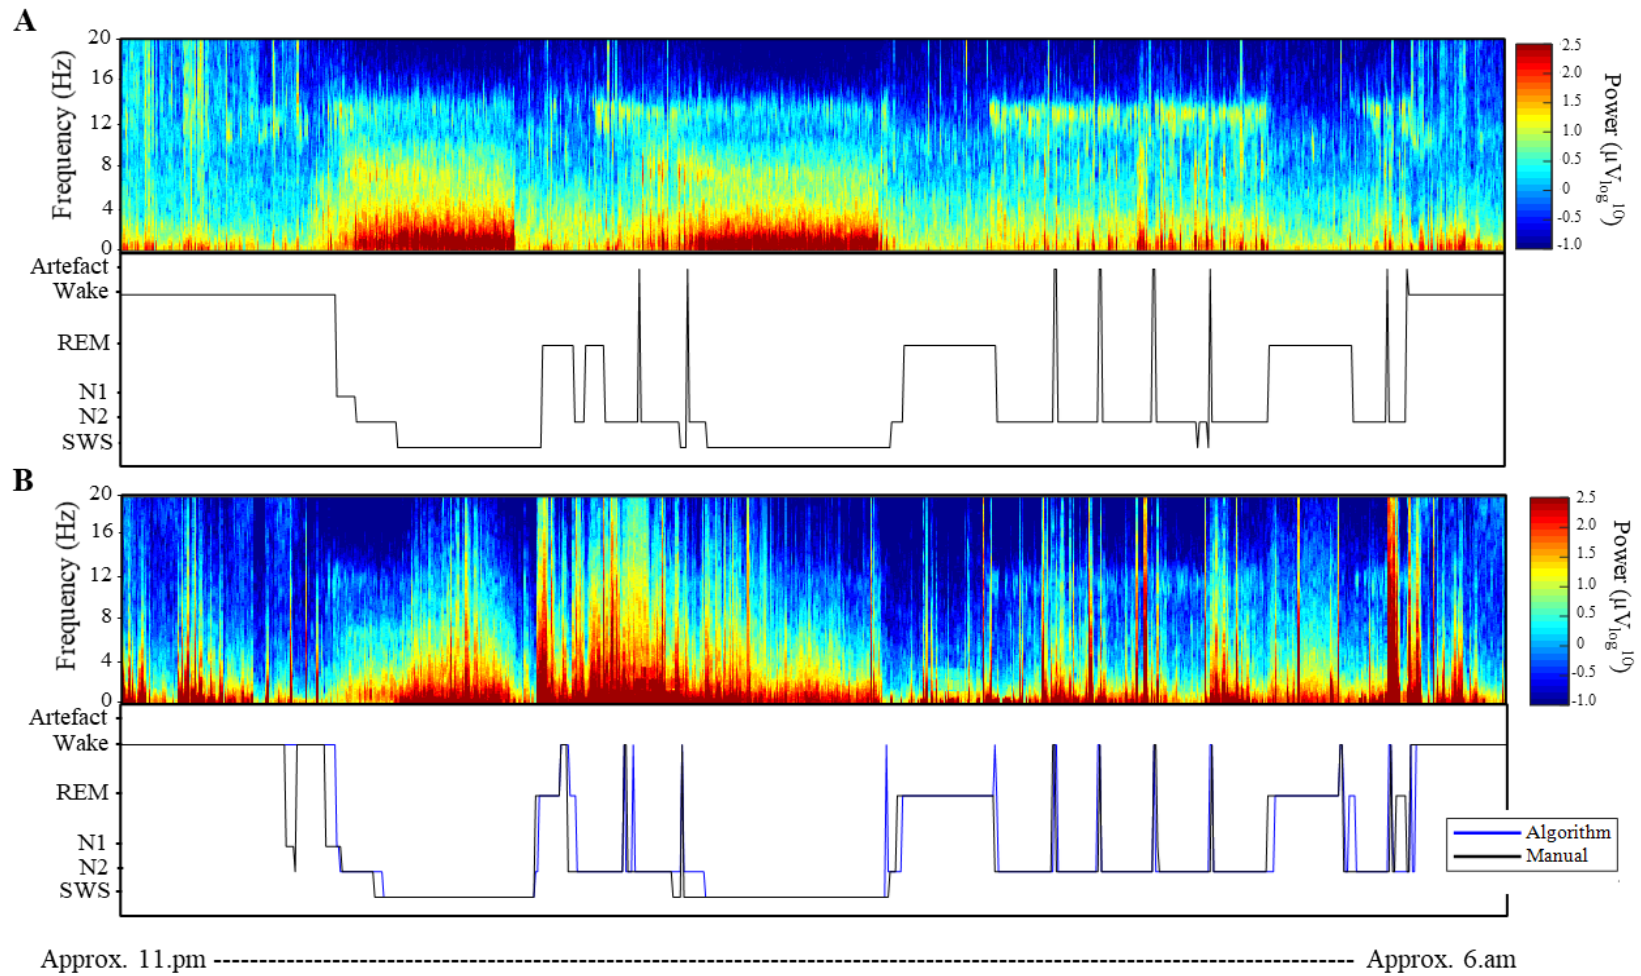 A
20
16
12
8
4
0
Frequency (Hz)
2.5
2.0
1.5
1.0
0.5
0
-0.5
-1.0
Power (µVlog10)
Artefact
Wake
REM
N1
N2
SWS
B
20
16
12
8
4
0
Frequency (Hz)
2.5
2.0
1.5
1.0
0.5
0
-0.5
-1.0
Power (µVlog10)
Artefact
Wake
REM
N1
N2
SWS
Algorithm
Manual
Approx. 11.pm Approx. 6.am